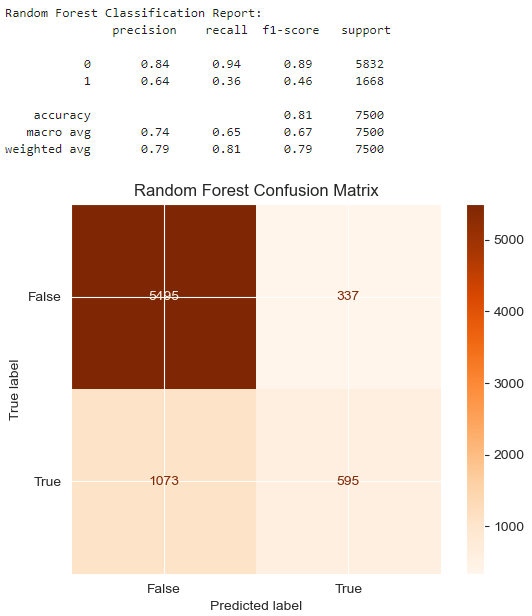 Random Forest Classification Report:
precision recall f1-score support
0 0.84 0.94 0.89 5832
1 0.64 0.36 0.46 1668
accuracy 0.81 7500
macro avg 0.74 0.65 0.67 7500
weighted avg 0.79 0.81 0.79 7500
Random Forest Confusion Matrix
5000
False 5495 337
4000
3000
True label
True 1073 595
2000
1000
False True
Predicted label